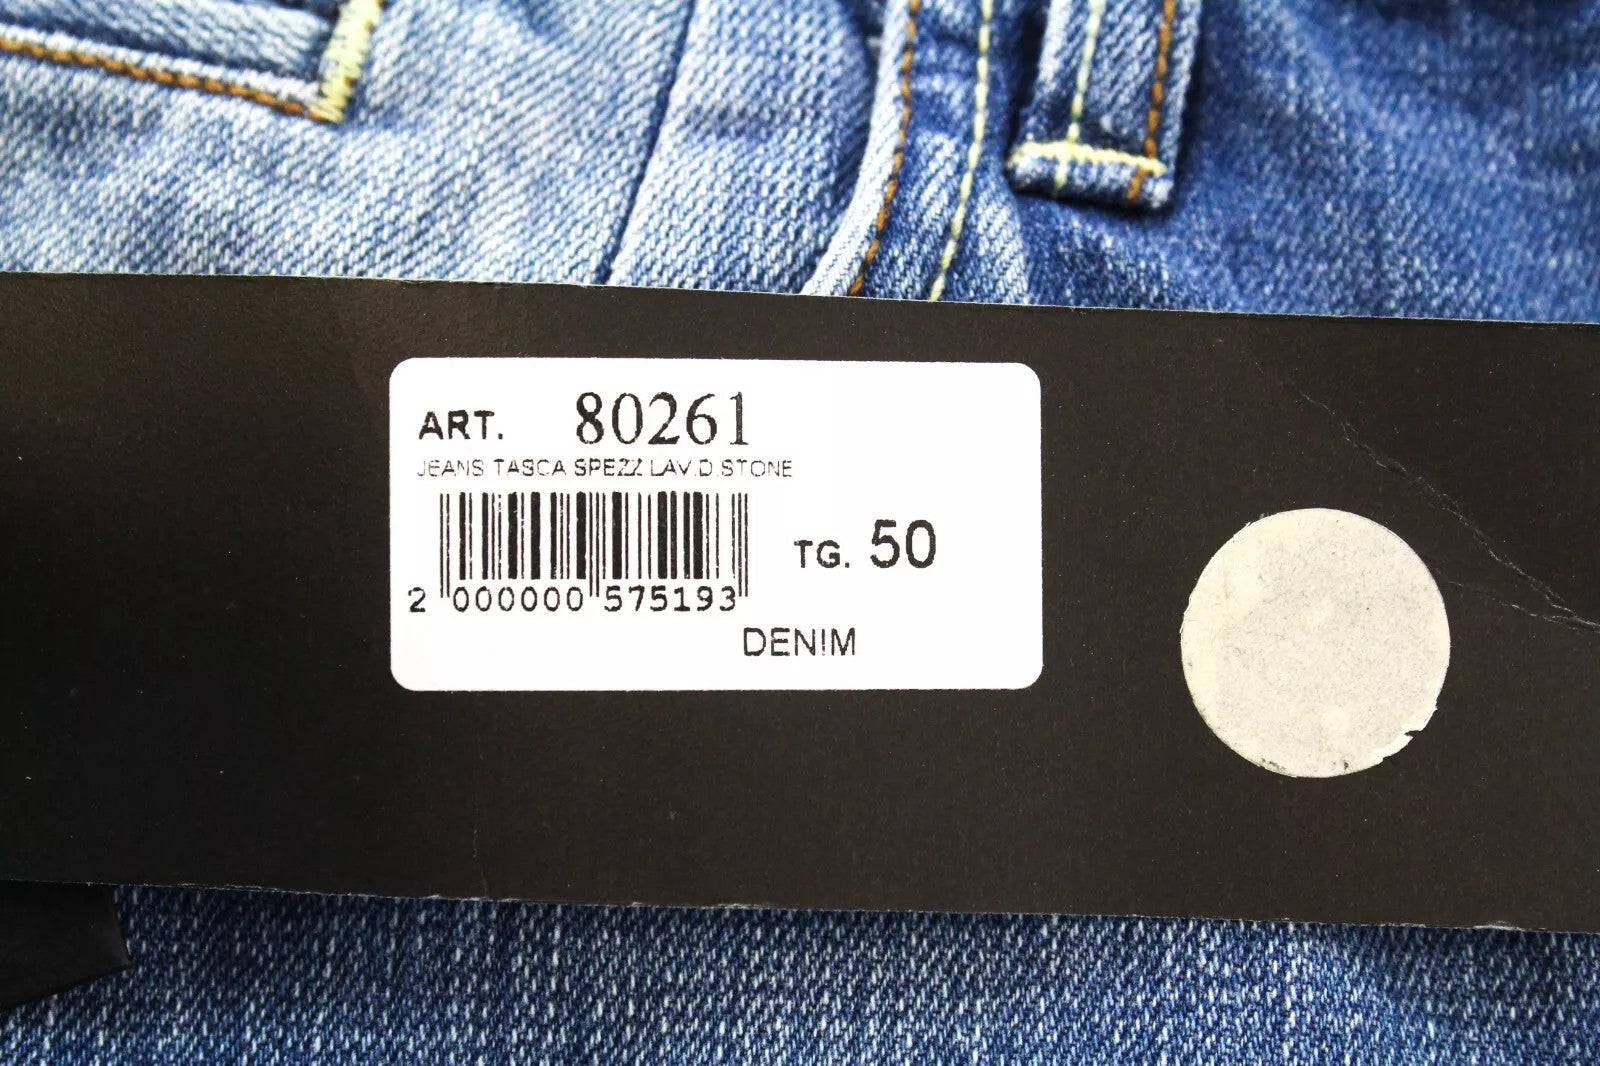 ART. 80261
JEANS TASCA SPEZZ LAV.D.STONE
TG. 50
2 000000 575193
DENIM